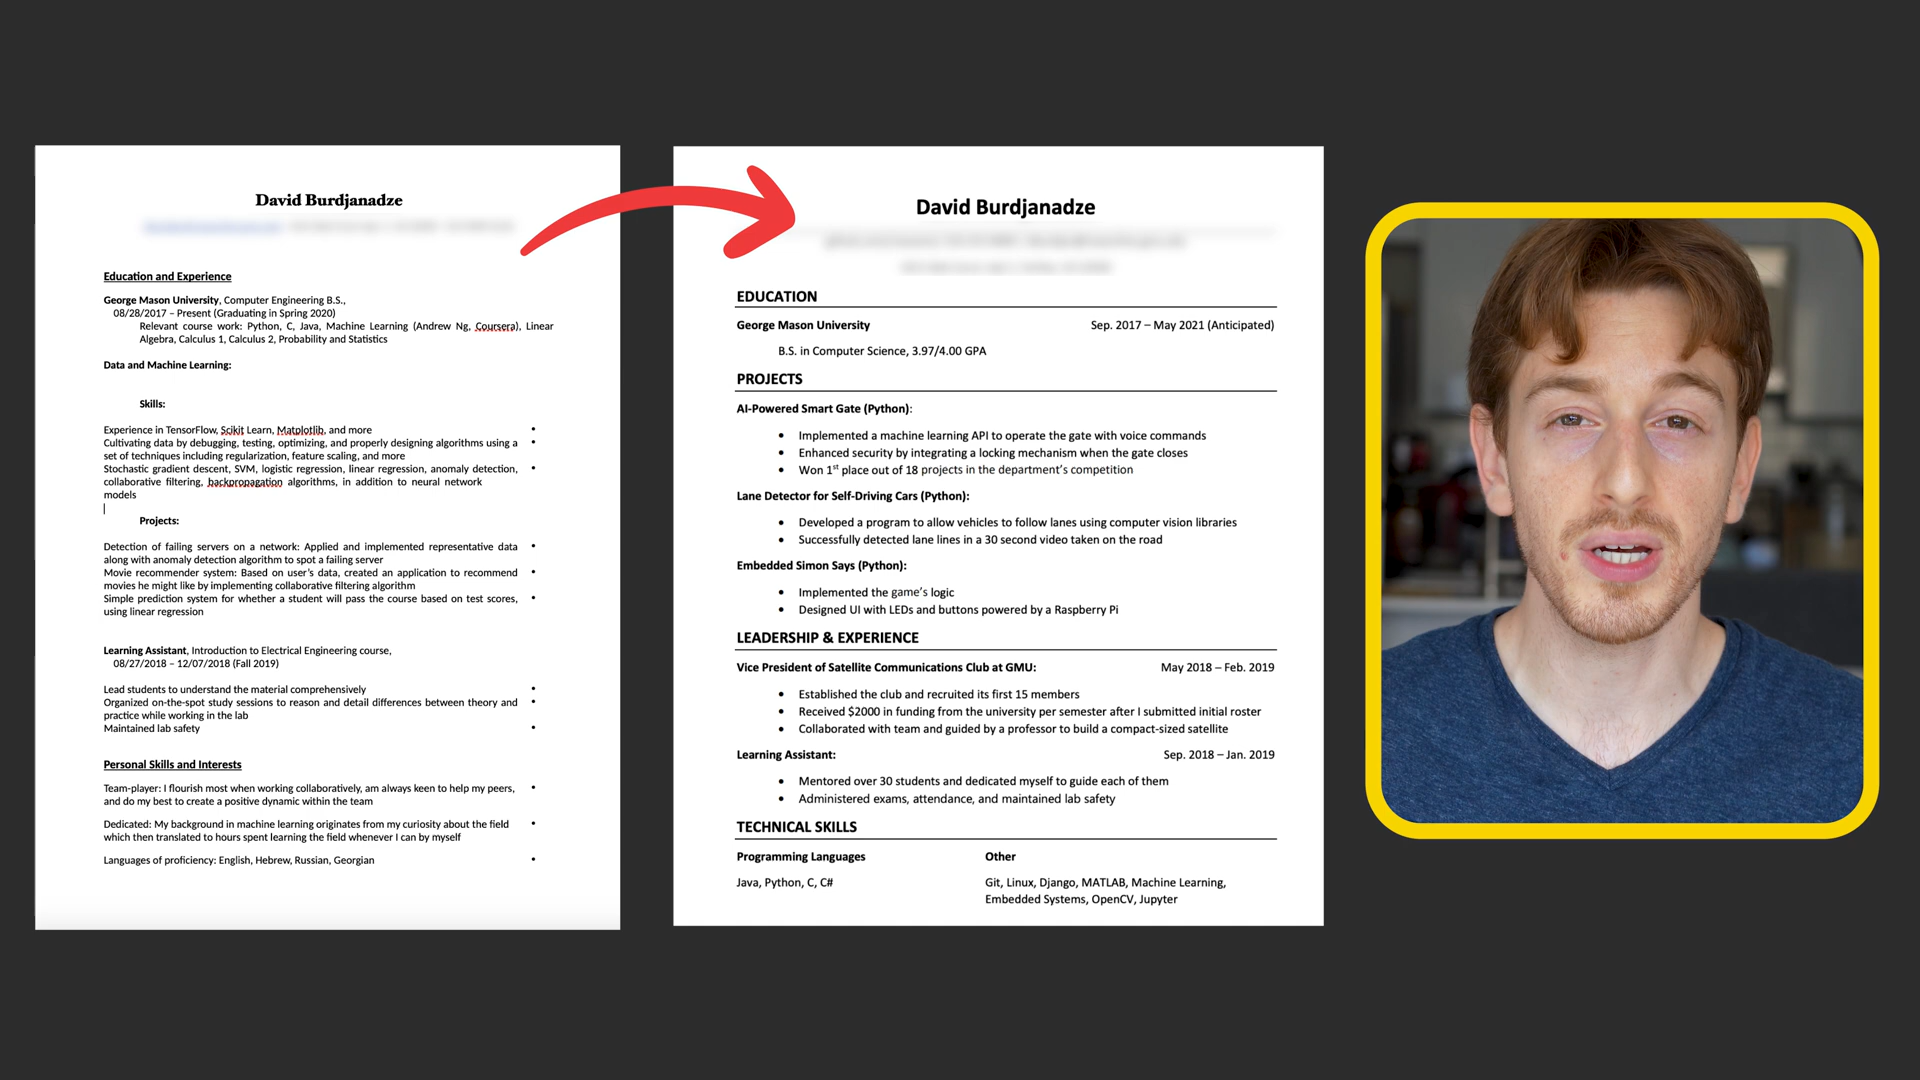 David Burdjanadze
Education and Experience
George Mason University, Computer Engineering B.S.,
08/28/2017 – Present (Graduating in Spring 2020)
Relevant course work: Python, C, Java, Machine Learning (Andrew Ng, Coursera), Linear
Algebra, Calculus 1, Calculus 2, Probability and Statistics
Data and Machine Learning:
Skills:
Experience in TensorFlow, Scikit Learn, Matplotlib, and more •
Cultivating data by debugging, testing, optimizing, and properly designing algorithms using a •
set of techniques including regularization, feature scaling, and more
Stochastic gradient descent, SVM, logistic regression, linear regression, anomaly detection, •
collaborative filtering, backpropagation algorithms, in addition to neural network
models
Projects:
Detection of failing servers on a network: Applied and implemented representative data •
along with anomaly detection algorithm to spot a failing server
Movie recommender system: Based on user's data, created an application to recommend •
movies he might like by implementing collaborative filtering algorithm
Simple prediction system for whether a student will pass the course based on test scores, •
using linear regression
Learning Assistant, Introduction to Electrical Engineering course,
08/27/2018 – 12/07/2018 (Fall 2019)
Lead students to understand the material comprehensively •
Organized on-the-spot study sessions to reason and detail differences between theory and •
practice while working in the lab
Maintained lab safety •
Personal Skills and Interests
Team-player: I flourish most when working collaboratively, am always keen to help my peers, •
and do my best to create a positive dynamic within the team
Dedicated: My background in machine learning originates from my curiosity about the field •
which then translated to hours spent learning the field whenever I can by myself
Languages of proficiency: English, Hebrew, Russian, Georgian •
David Burdjanadze
EDUCATION
George Mason University Sep. 2017 – May 2021 (Anticipated)
B.S. in Computer Science, 3.97/4.00 GPA
PROJECTS
AI-Powered Smart Gate (Python):
• Implemented a machine learning API to operate the gate with voice commands
• Enhanced security by integrating a locking mechanism when the gate closes
• Won 1st place out of 18 projects in the department's competition
Lane Detector for Self-Driving Cars (Python):
• Developed a program to allow vehicles to follow lanes using computer vision libraries
• Successfully detected lane lines in a 30 second video taken on the road
Embedded Simon Says (Python):
• Implemented the game's logic
• Designed UI with LEDs and buttons powered by a Raspberry Pi
LEADERSHIP & EXPERIENCE
Vice President of Satellite Communications Club at GMU: May 2018 – Feb. 2019
• Established the club and recruited its first 15 members
• Received $2000 in funding from the university per semester after I submitted initial roster
• Collaborated with team and guided by a professor to build a compact-sized satellite
Learning Assistant: Sep. 2018 – Jan. 2019
• Mentored over 30 students and dedicated myself to guide each of them
• Administered exams, attendance, and maintained lab safety
TECHNICAL SKILLS
Programming Languages Other
Java, Python, C, C# Git, Linux, Django, MATLAB, Machine Learning,
Embedded Systems, OpenCV, Jupyter